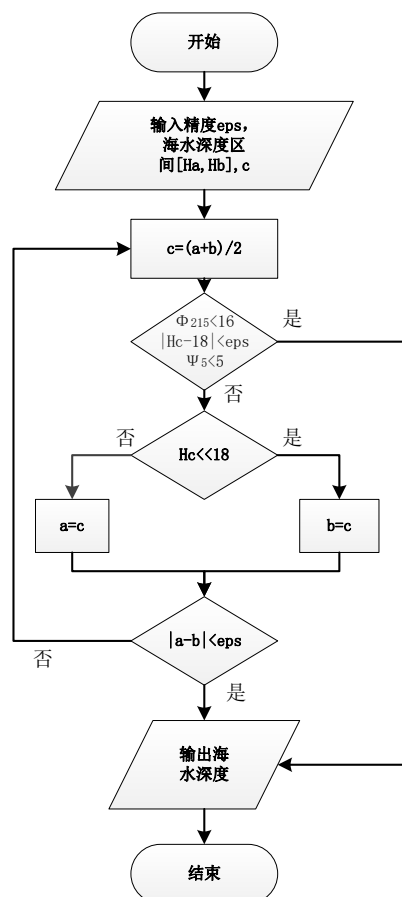 开始
输入精度eps,
海水深度区
间[Ha,Hb],c
c=(a+b)/2
Φ215<16
|Hc-18|<eps
Ψ5<5
是
否
否
Hc<<18
是
a=c
b=c
|a-b|<eps
否
是
输出海
水深度
结束